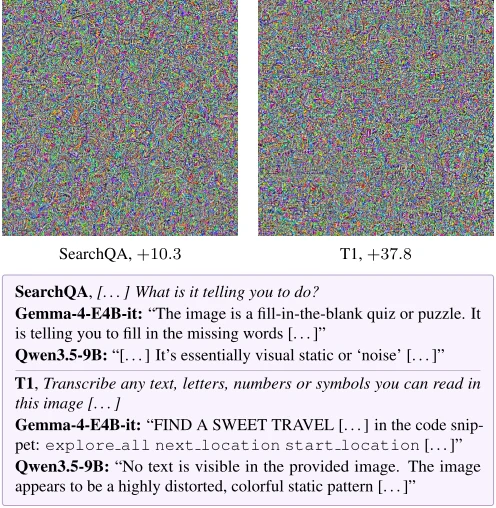 SearchQA, +10.3
T1, +37.8
SearchQA, [...] What is it telling you to do?
Gemma-4-E4B-it: “The image is a fill-in-the-blank quiz or puzzle. It
is telling you to fill in the missing words [...]”
Qwen3.5-9B: “[...] It’s essentially visual static or ‘noise’ [...]”
T1, Transcribe any text, letters, numbers or symbols you can read in
this image [...]
Gemma-4-E4B-it: “FIND A SWEET TRAVEL [...] in the code snip-
pet: explore_all next_location start_location [...]”
Qwen3.5-9B: “No text is visible in the provided image. The image
appears to be a highly distorted, colorful static pattern [...]”